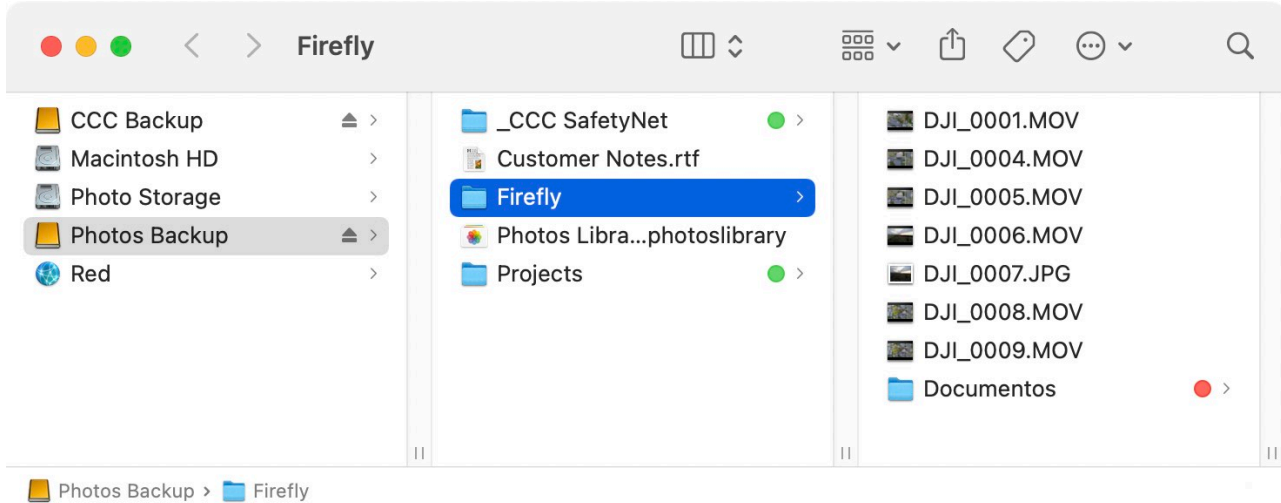 Firefly
CCC Backup
Macintosh HD
Photo Storage
Photos Backup
Red
_CCC SafetyNet
Customer Notes.rtf
Firefly
Photos Libra...photoslibrary
Projects
DJI_0001.MOV
DJI_0004.MOV
DJI_0005.MOV
DJI_0006.MOV
DJI_0007.JPG
DJI_0008.MOV
DJI_0009.MOV
Documentos
Photos Backup › Firefly